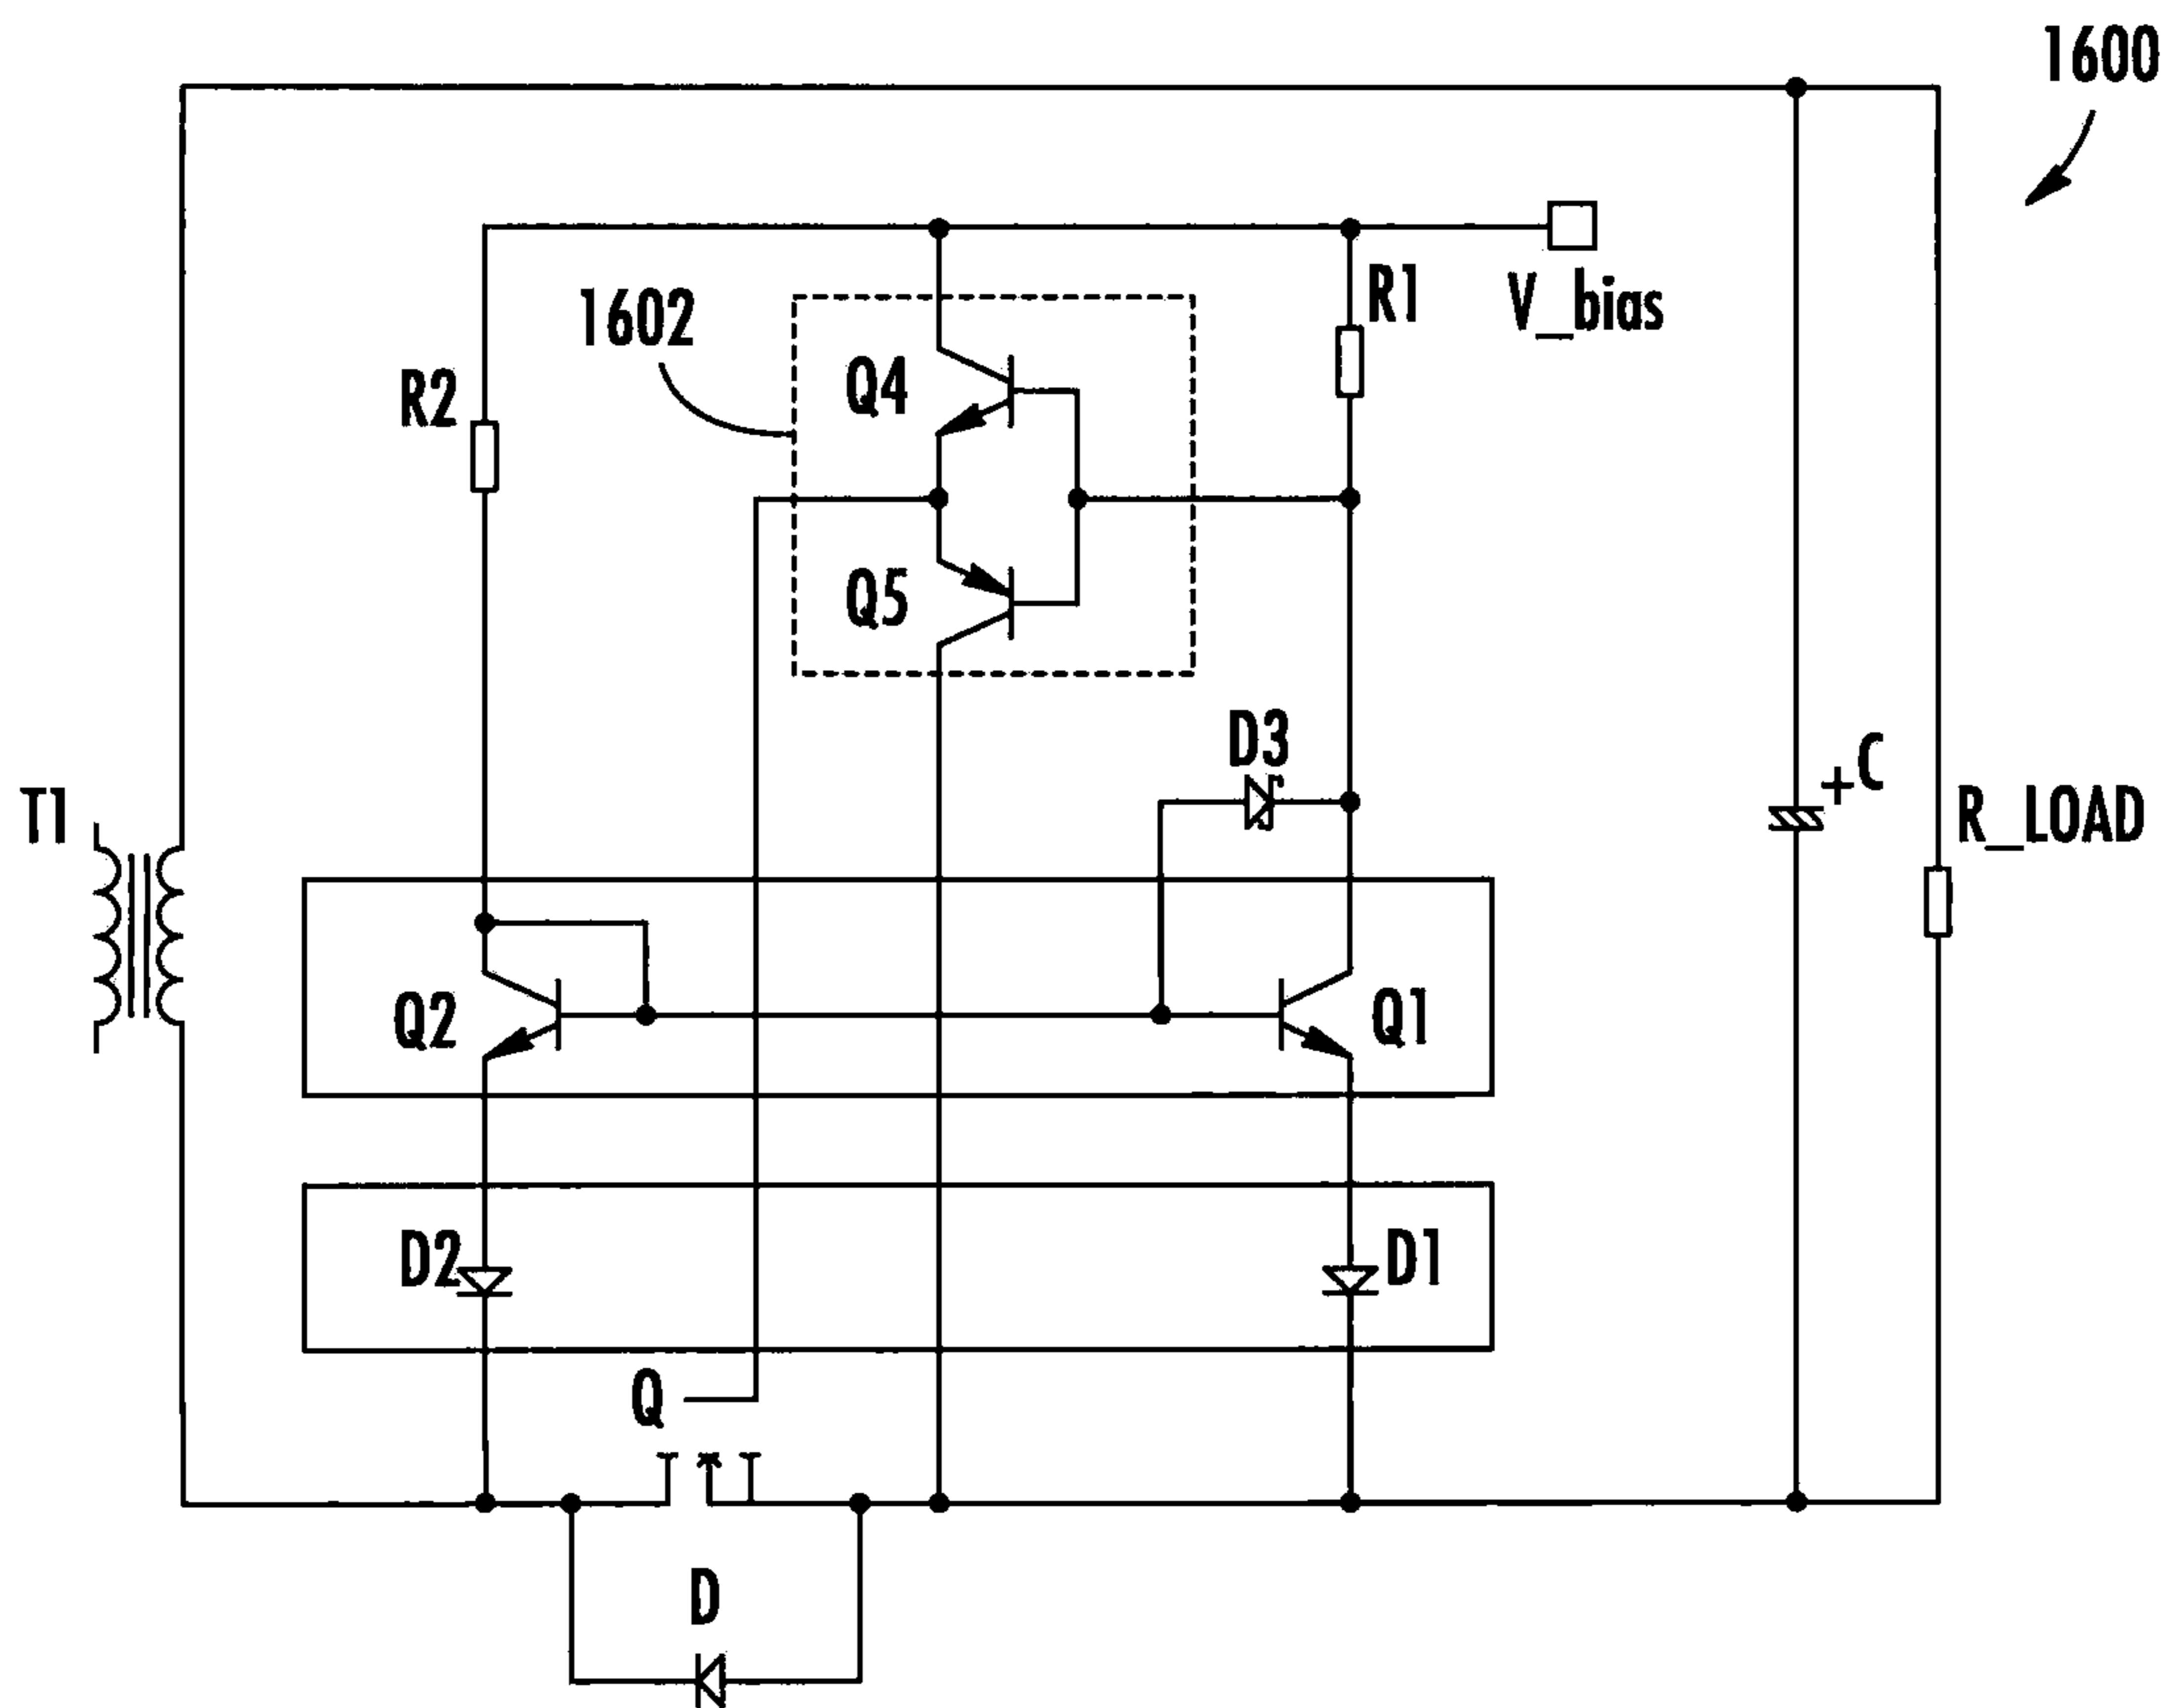 1600
R1
V_bias
1602
Q4
R2
Q5
D3
+C
T1
R_LOAD
Q2
Q1
D2
D1
Q
D